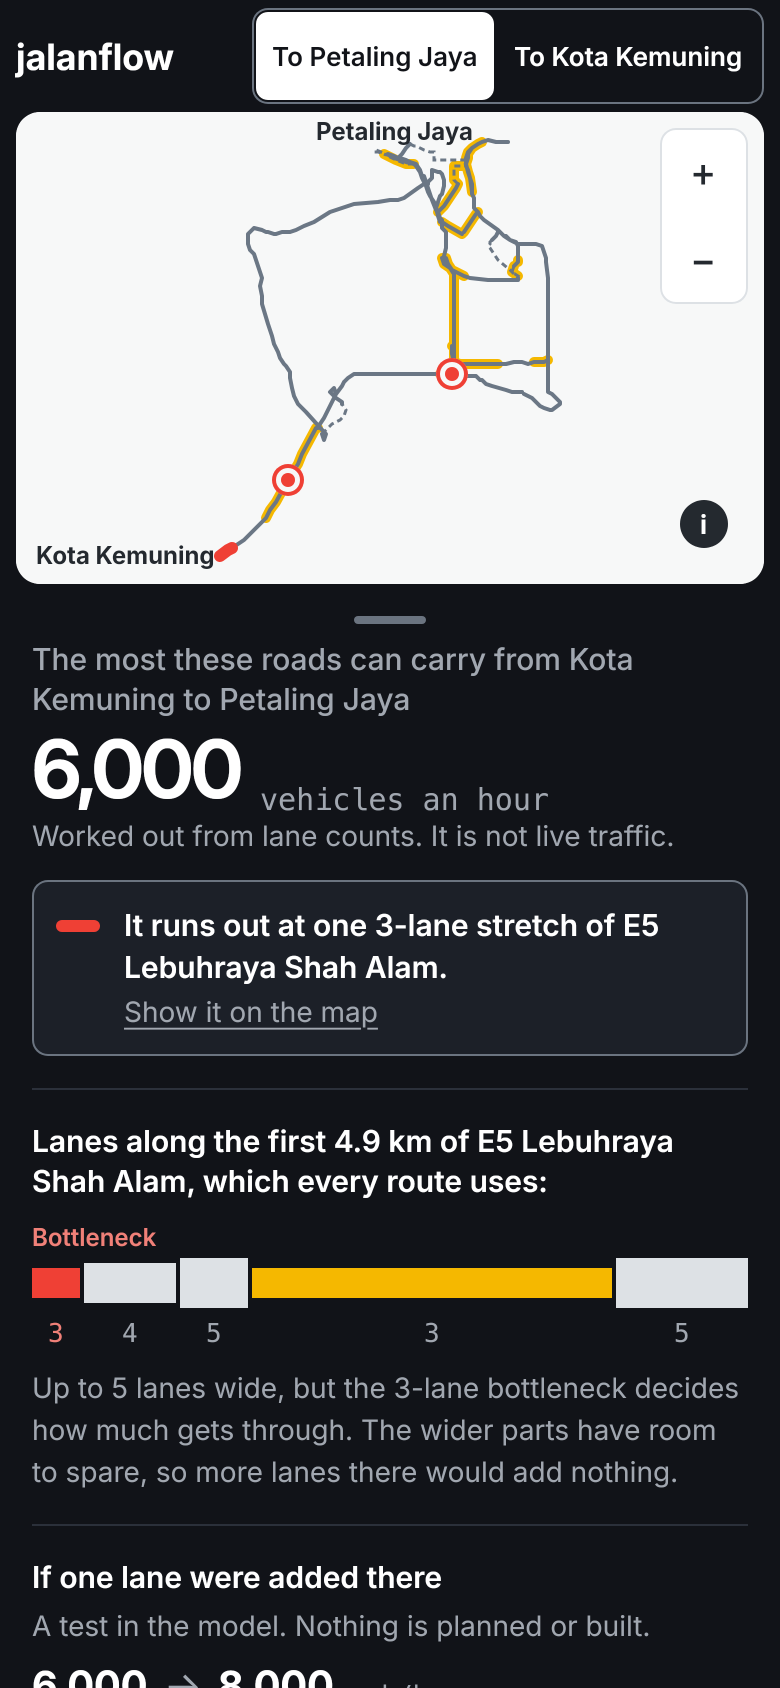 jalanflow
To Petaling Jaya
To Kota Kemuning
Petaling Jaya
+
−
i
Kota Kemuning
The most these roads can carry from Kota
Kemuning to Petaling Jaya
6,000 vehicles an hour
Worked out from lane counts. It is not live traffic.
It runs out at one 3-lane stretch of E5
Lebuhraya Shah Alam.
Show it on the map
Lanes along the first 4.9 km of E5 Lebuhraya
Shah Alam, which every route uses:
Bottleneck
3 4 5 3 5
Up to 5 lanes wide, but the 3-lane bottleneck decides
how much gets through. The wider parts have room
to spare, so more lanes there would add nothing.
If one lane were added there
A test in the model. Nothing is planned or built.
6,000 → 8,000